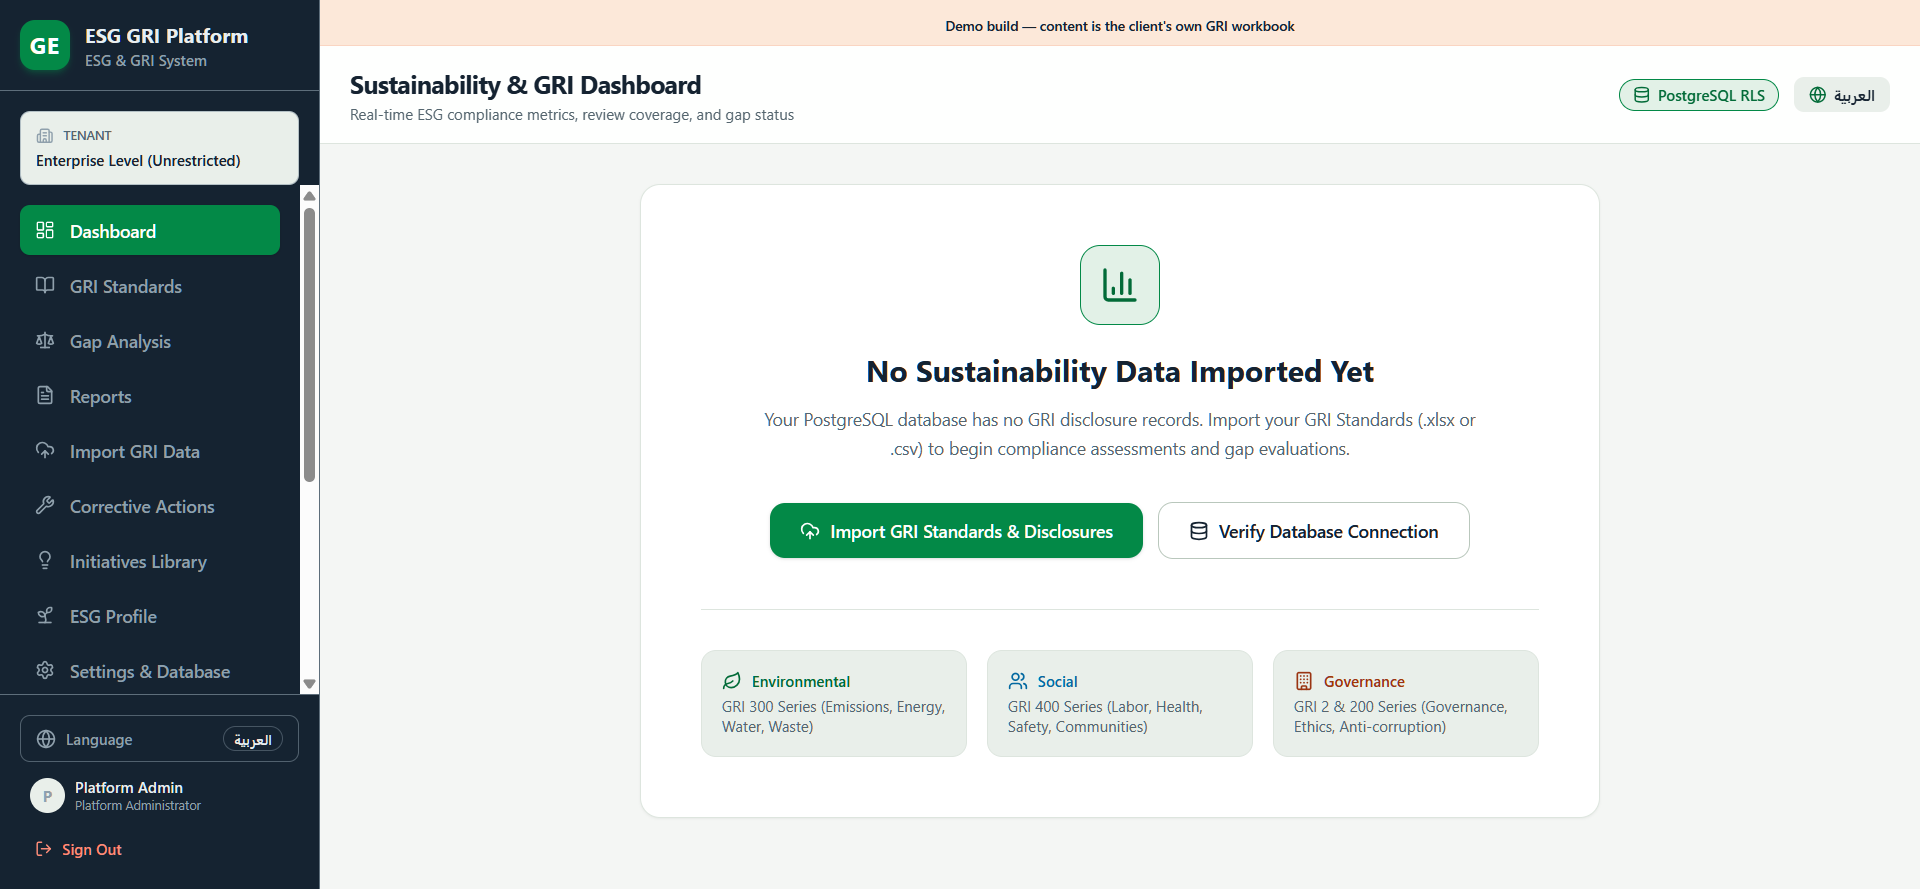 GE
ESG GRI Platform
ESG & GRI System
TENANT
Enterprise Level (Unrestricted)
Dashboard
GRI Standards
Gap Analysis
Reports
Import GRI Data
Corrective Actions
Initiatives Library
ESG Profile
Settings & Database
Language
العربية
P
Platform Admin
Platform Administrator
Sign Out
Demo build — content is the client's own GRI workbook
Sustainability & GRI Dashboard
Real-time ESG compliance metrics, review coverage, and gap status
PostgreSQL RLS
العربية
No Sustainability Data Imported Yet
Your PostgreSQL database has no GRI disclosure records. Import your GRI Standards (.xlsx or
.csv) to begin compliance assessments and gap evaluations.
Import GRI Standards & Disclosures
Verify Database Connection
Environmental
GRI 300 Series (Emissions, Energy,
Water, Waste)
Social
GRI 400 Series (Labor, Health,
Safety, Communities)
Governance
GRI 2 & 200 Series (Governance,
Ethics, Anti-corruption)